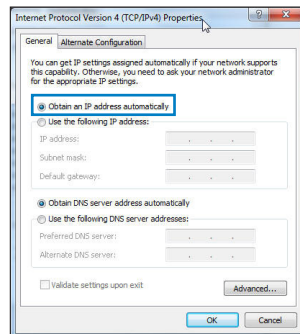 Internet Protocol Version 4 (TCP/IPv4) Properties
General
Alternate Configuration
You can get IP settings assigned automatically if your network supports
this capability. Otherwise, you need to ask your network administrator
for the appropriate IP settings.
Obtain an IP address automatically
Use the following IP address:
IP address:
Subnet mask:
Default gateway:
Obtain DNS server address automatically
Use the following DNS server addresses:
Preferred DNS server:
Alternate DNS server:
Validate settings upon exit
Advanced...
OK
Cancel